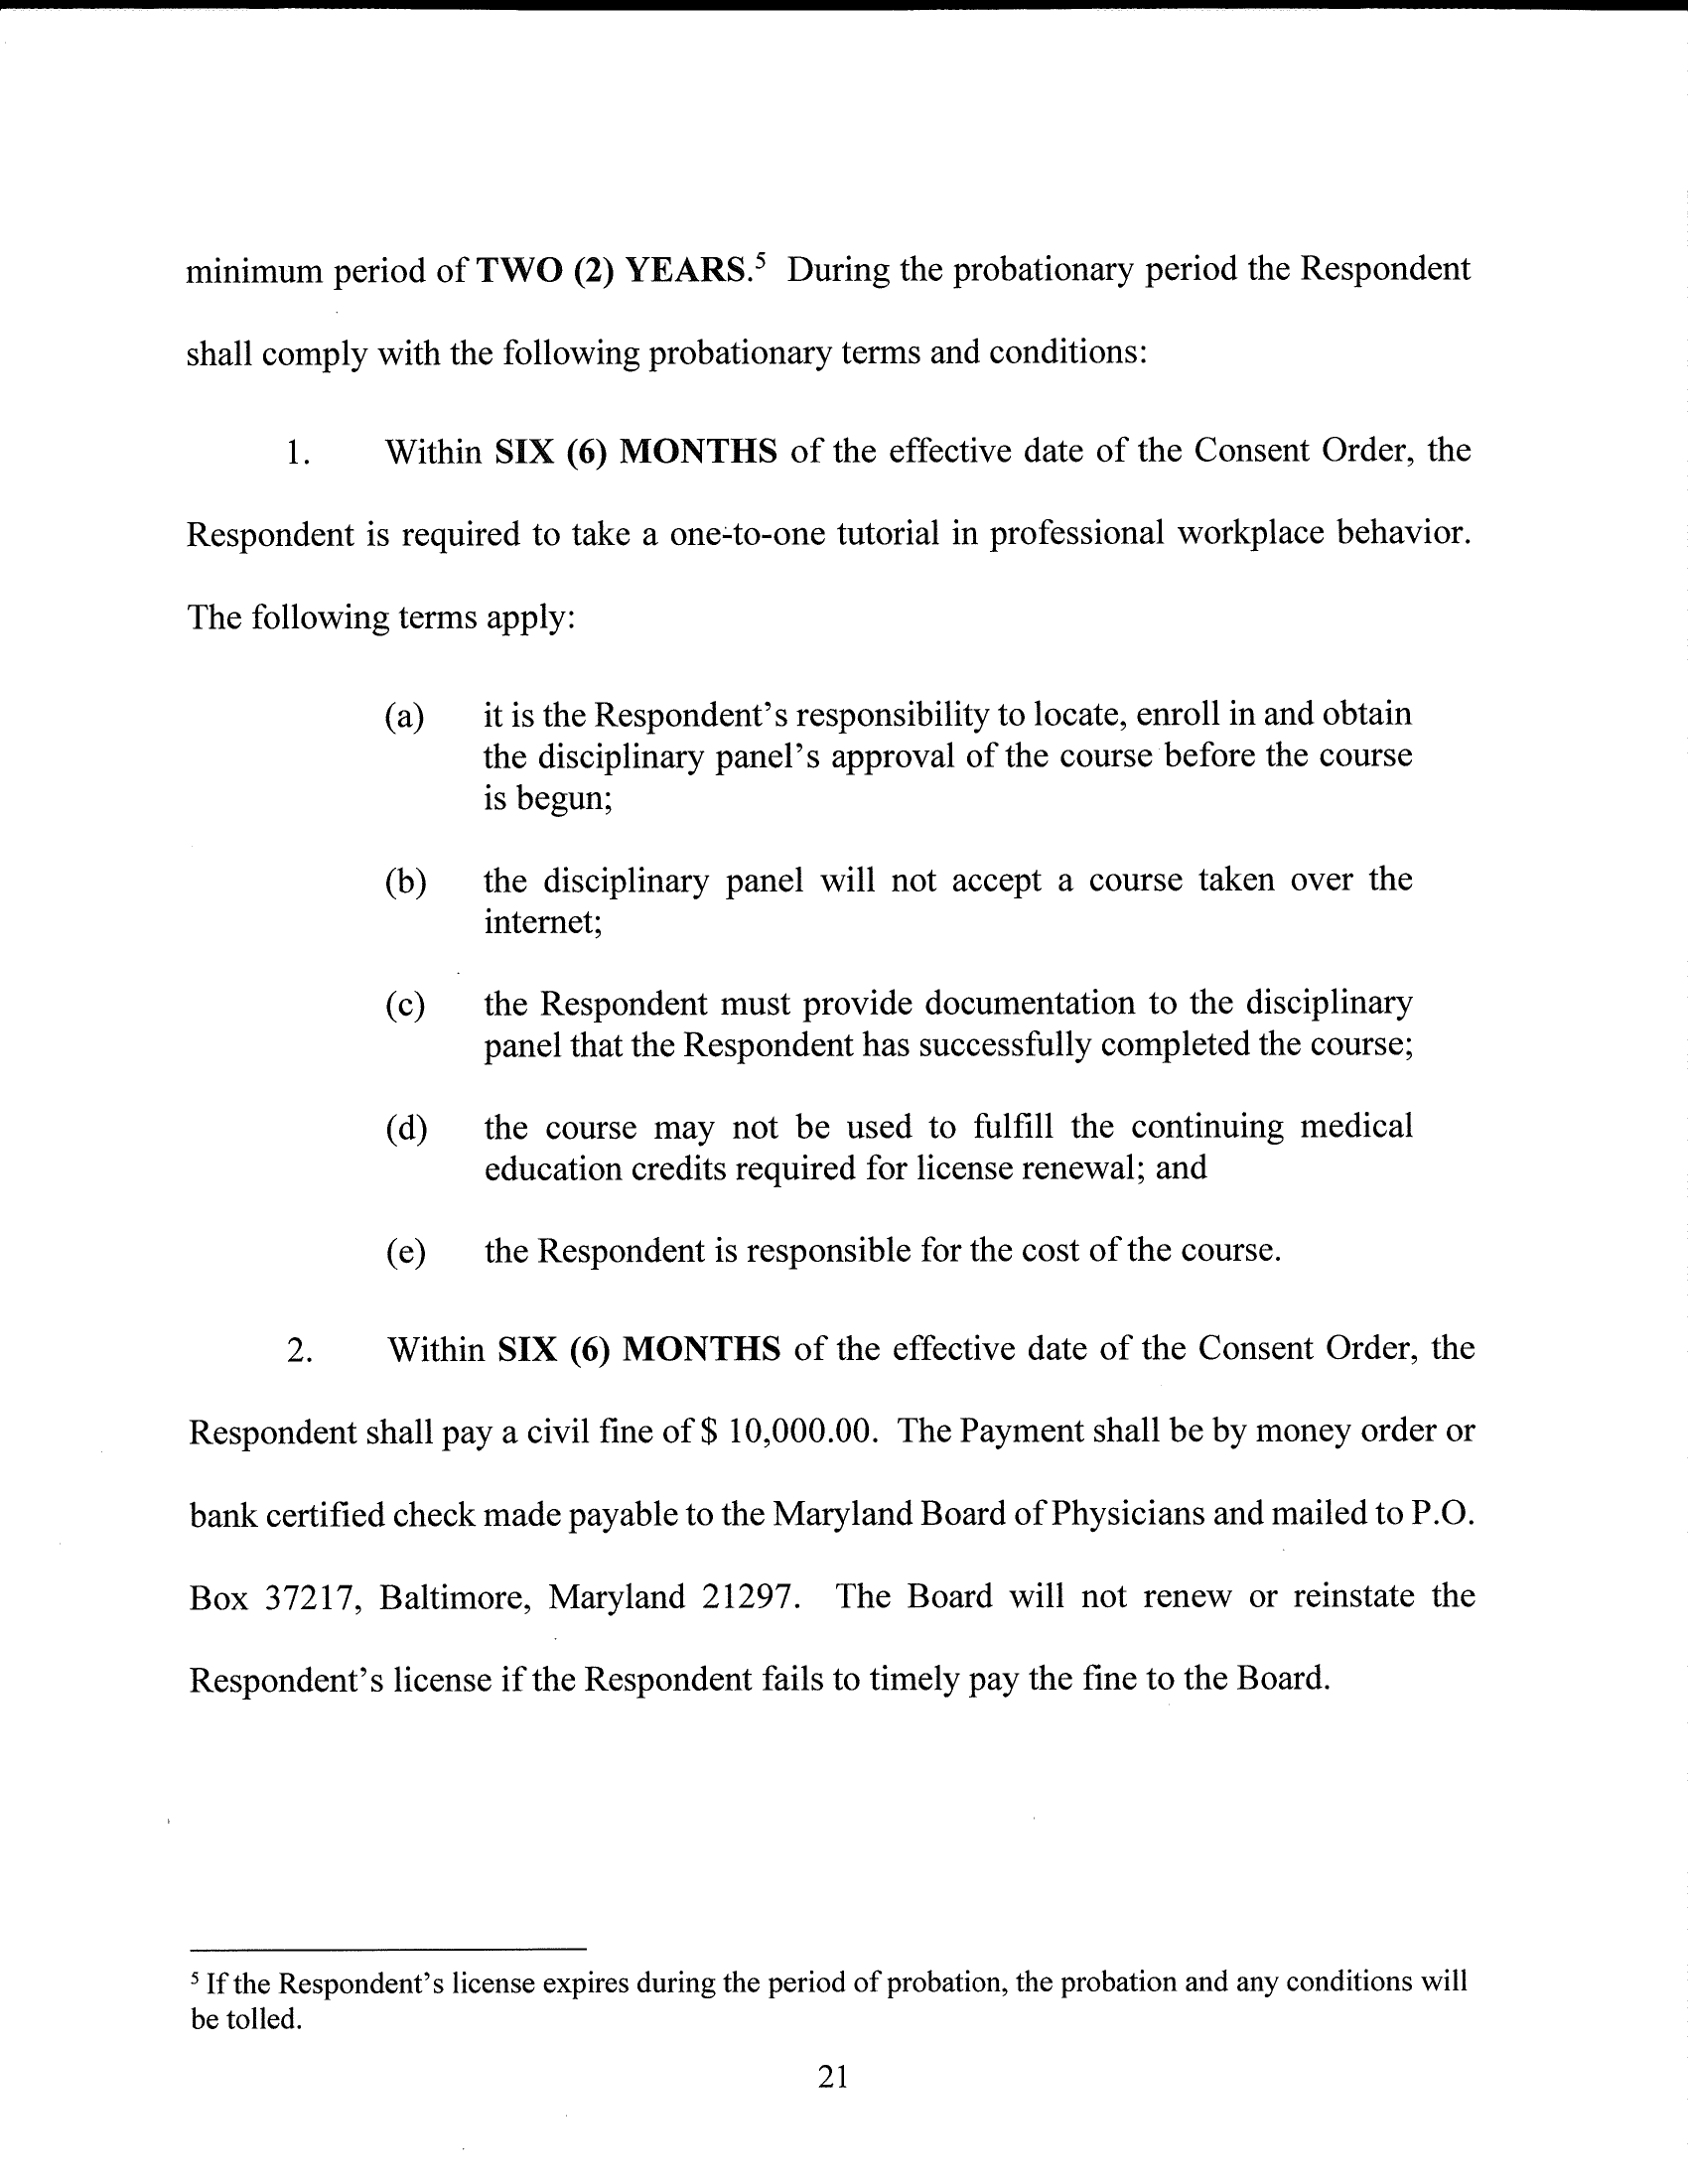 minimum period of TWO (2) YEARS.⁵ During the probationary period the Respondent
shall comply with the following probationary terms and conditions:
1. Within SIX (6) MONTHS of the effective date of the Consent Order, the
Respondent is required to take a one-to-one tutorial in professional workplace behavior.
The following terms apply:
(a) it is the Respondent's responsibility to locate, enroll in and obtain
the disciplinary panel's approval of the course before the course
is begun;
(b) the disciplinary panel will not accept a course taken over the
internet;
(c) the Respondent must provide documentation to the disciplinary
panel that the Respondent has successfully completed the course;
(d) the course may not be used to fulfill the continuing medical
education credits required for license renewal; and
(e) the Respondent is responsible for the cost of the course.
2. Within SIX (6) MONTHS of the effective date of the Consent Order, the
Respondent shall pay a civil fine of $ 10,000.00. The Payment shall be by money order or
bank certified check made payable to the Maryland Board of Physicians and mailed to P.O.
Box 37217, Baltimore, Maryland 21297. The Board will not renew or reinstate the
Respondent's license if the Respondent fails to timely pay the fine to the Board.
⁵ If the Respondent's license expires during the period of probation, the probation and any conditions will
be tolled.
21